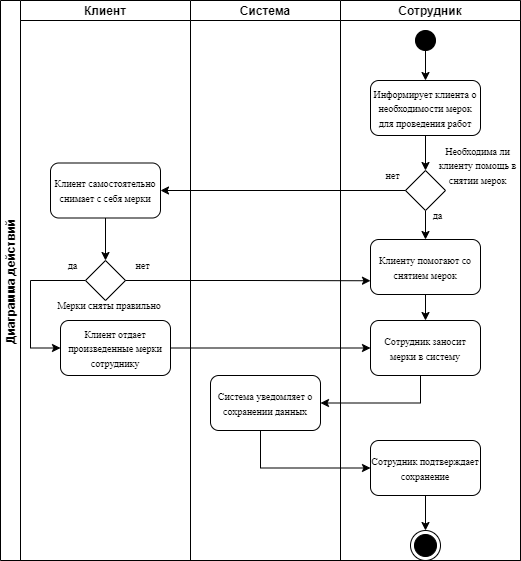 Диаграмма действий
Клиент
Система
Сотрудник
Информирует клиента о
необходимости мерок
для проведения работ
Необходима ли
клиенту помощь в
снятии мерок
нет
да
Клиент самостоятельно
снимает с себя мерки
да
нет
Мерки сняты правильно
Клиенту помогают со
снятием мерок
Клиент отдает
произведенные мерки
сотруднику
Сотрудник заносит
мерки в систему
Система уведомляет о
сохранении данных
Сотрудник подтверждает
сохранение